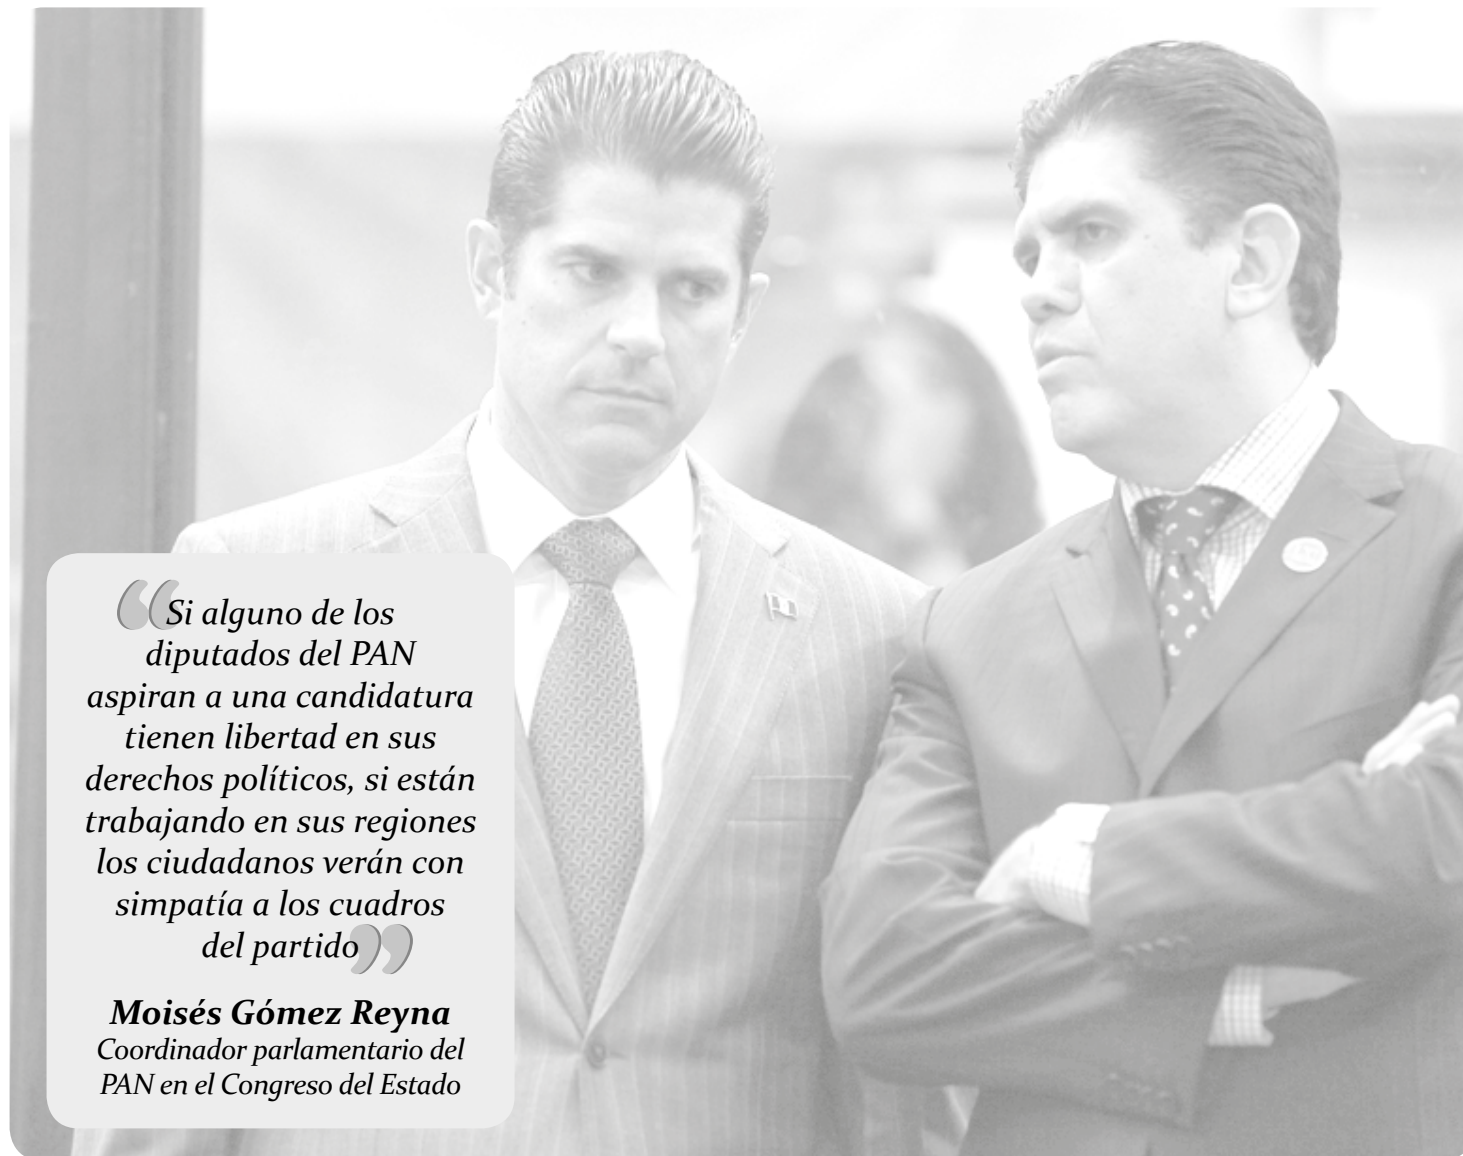 “Si alguno de los
diputados del PAN
aspiran a una candidatura
tienen libertad en sus
derechos políticos, si están
trabajando en sus regiones
los ciudadanos verán con
simpatía a los cuadros
del partido”
Moisés Gómez Reyna
Coordinador parlamentario del
PAN en el Congreso del Estado